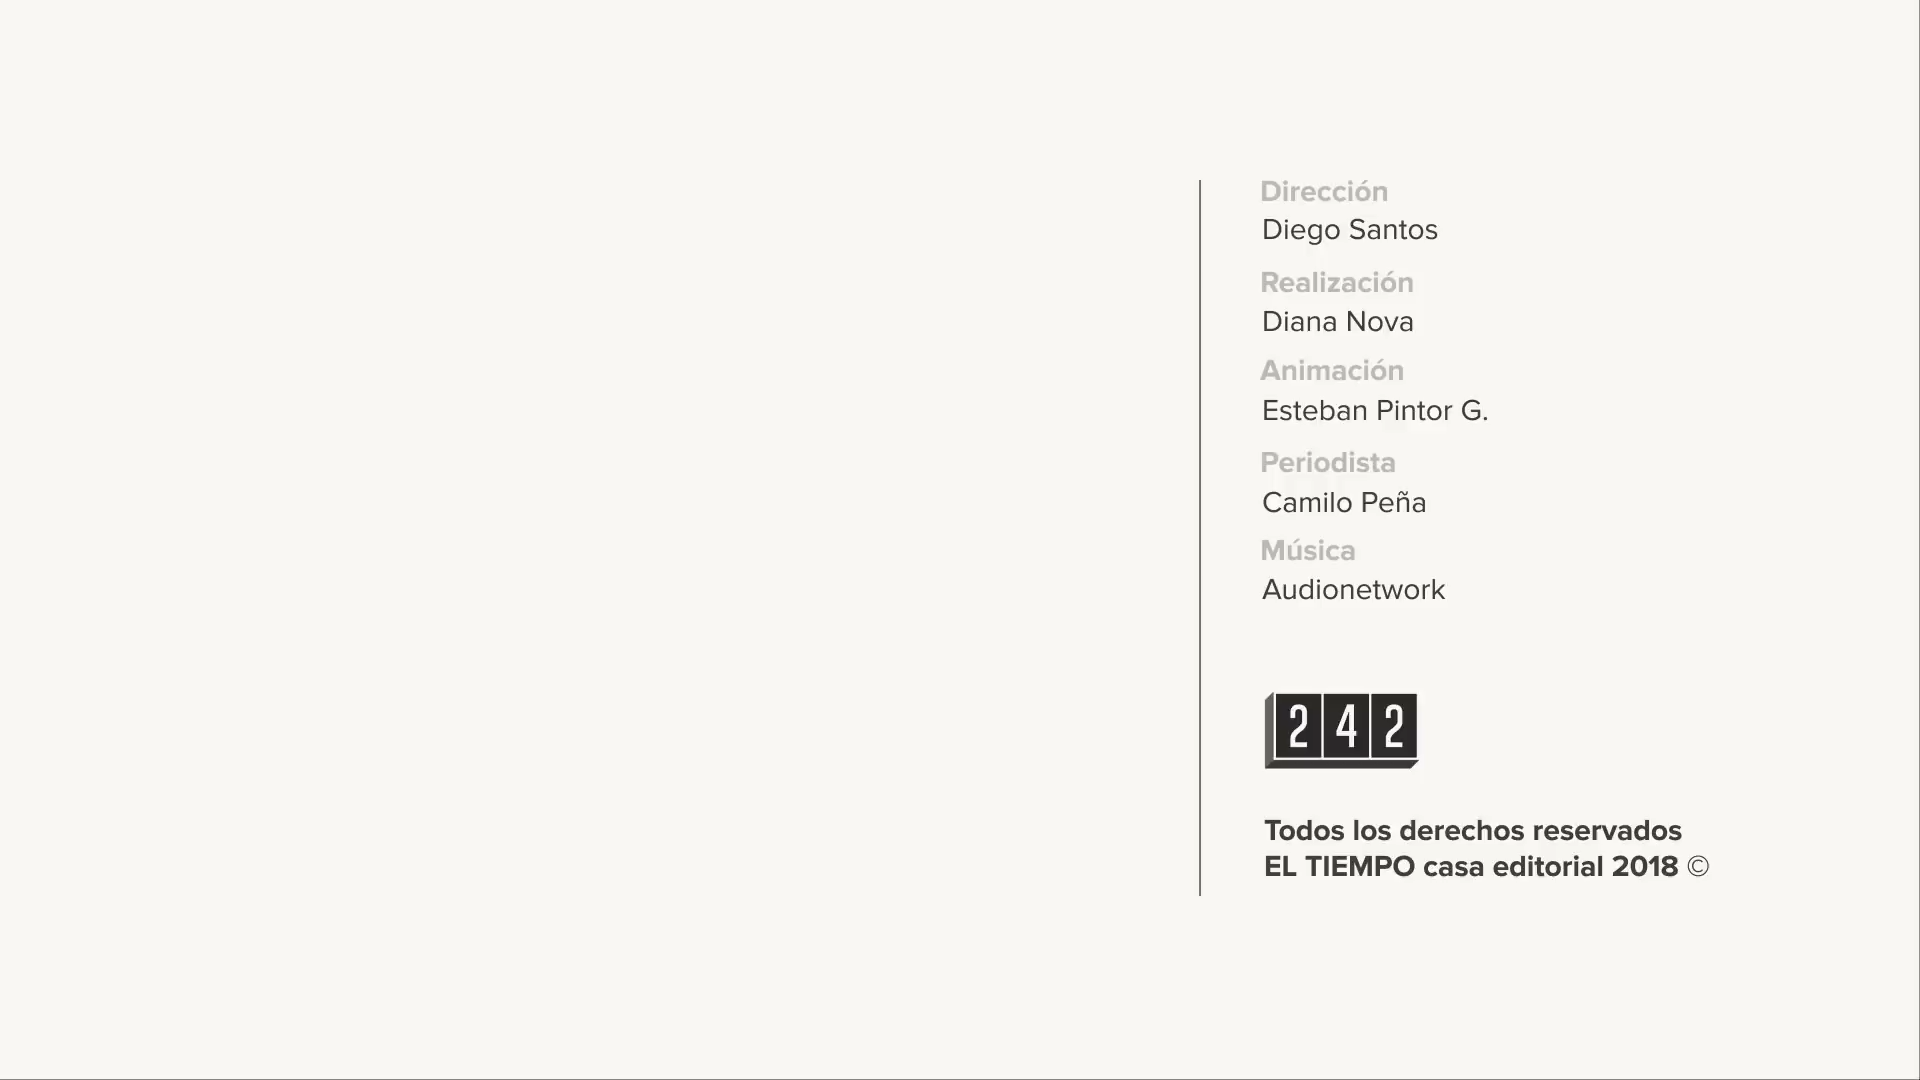 Dirección
Diego Santos
Realización
Diana Nova
Animación
Esteban Pintor G.
Periodista
Camilo Peña
Música
Audionetwork
242
Todos los derechos reservados
EL TIEMPO casa editorial 2018 ©